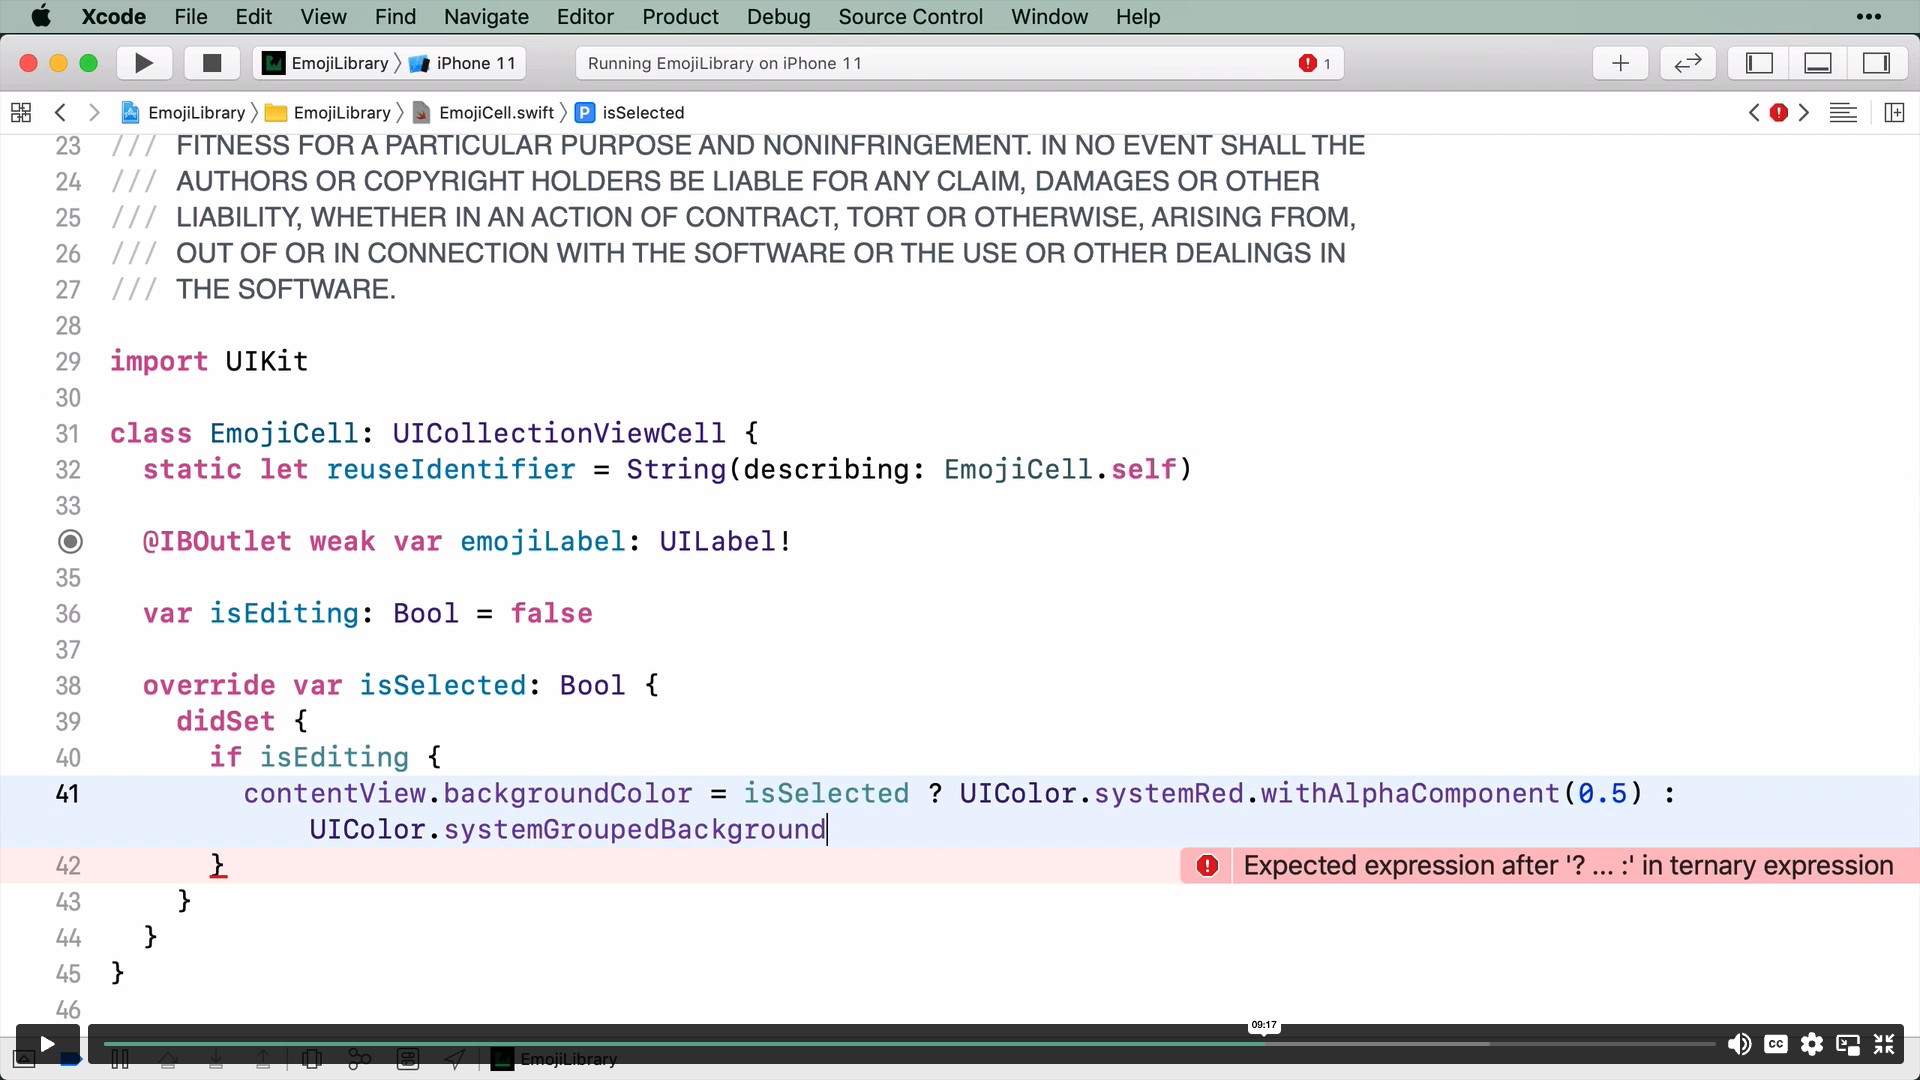 Xcode File Edit View Find Navigate Editor Product Debug Source Control Window Help •••
EmojiLibrary iPhone 11 Running EmojiLibrary on iPhone 11 1
EmojiLibrary EmojiLibrary EmojiCell.swift P isSelected
23 /// FITNESS FOR A PARTICULAR PURPOSE AND NONINFRINGEMENT. IN NO EVENT SHALL THE
24 /// AUTHORS OR COPYRIGHT HOLDERS BE LIABLE FOR ANY CLAIM, DAMAGES OR OTHER
25 /// LIABILITY, WHETHER IN AN ACTION OF CONTRACT, TORT OR OTHERWISE, ARISING FROM,
26 /// OUT OF OR IN CONNECTION WITH THE SOFTWARE OR THE USE OR OTHER DEALINGS IN
27 /// THE SOFTWARE.
28
29 import UIKit
30
31 class EmojiCell: UICollectionViewCell {
32 static let reuseIdentifier = String(describing: EmojiCell.self)
33
@IBOutlet weak var emojiLabel: UILabel!
35
36 var isEditing: Bool = false
37
38 override var isSelected: Bool {
39 didSet {
40 if isEditing {
41 contentView.backgroundColor = isSelected ? UIColor.systemRed.withAlphaComponent(0.5) :
UIColor.systemGroupedBackground
42 } Expected expression after '? ... :' in ternary expression
43 }
44 }
45 }
46
09:17
CC
EmojiLibrary